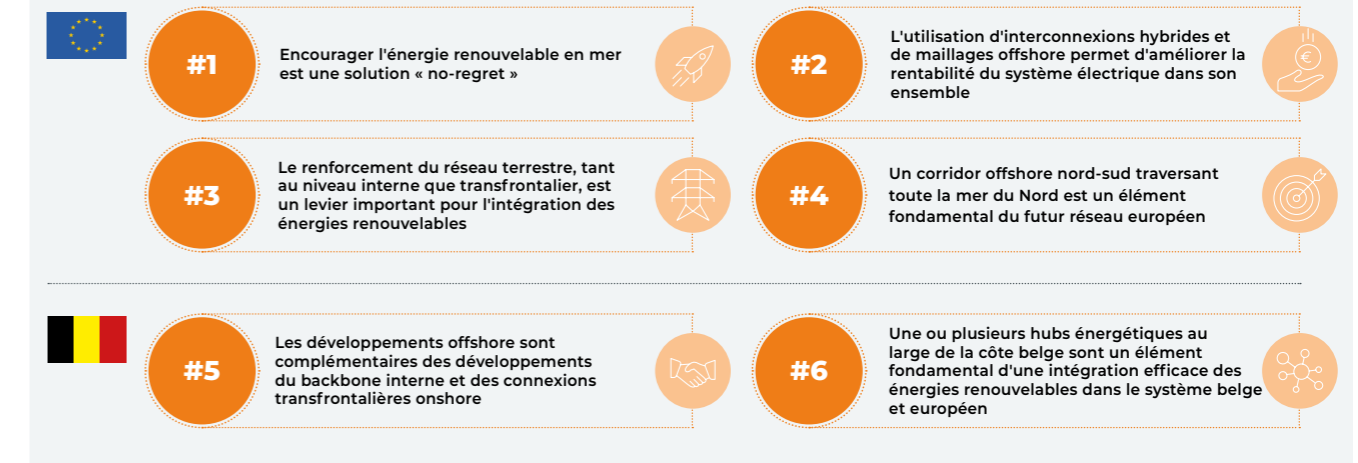 #1
Encourager l'énergie renouvelable en mer
est une solution « no-regret »
#2
L'utilisation d'interconnexions hybrides et
de maillages offshore permet d'améliorer la
rentabilité du système électrique dans son
ensemble
€
#3
Le renforcement du réseau terrestre, tant
au niveau interne que transfrontalier, est
un levier important pour l'intégration des
énergies renouvelables
#4
Un corridor offshore nord-sud traversant
toute la mer du Nord est un élément
fondamental du futur réseau européen
#5
Les développements offshore sont
complémentaires des développements
du backbone interne et des connexions
transfrontalières onshore
#6
Une ou plusieurs hubs énergétiques au
large de la côte belge sont un élément
fondamental d'une intégration efficace des
énergies renouvelables dans le système belge
et européen